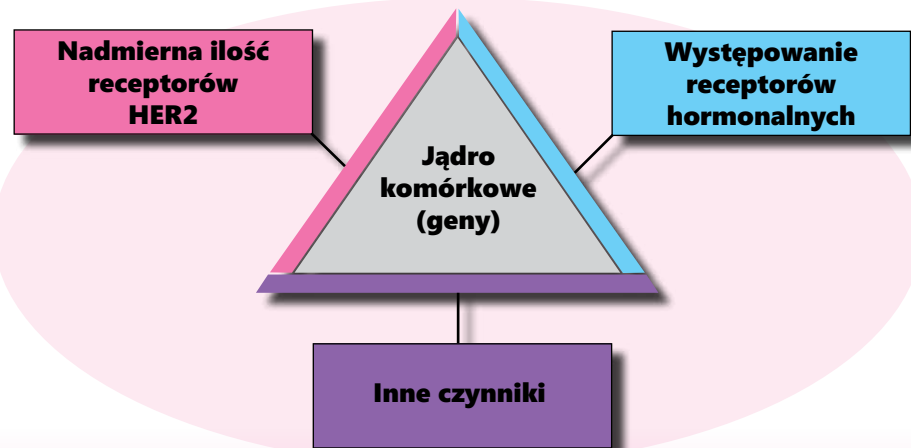 Nadmierna ilość
receptorów
HER2
Występowanie
receptorów
hormonalnych
Jądro
komórkowe
(geny)
Inne czynniki